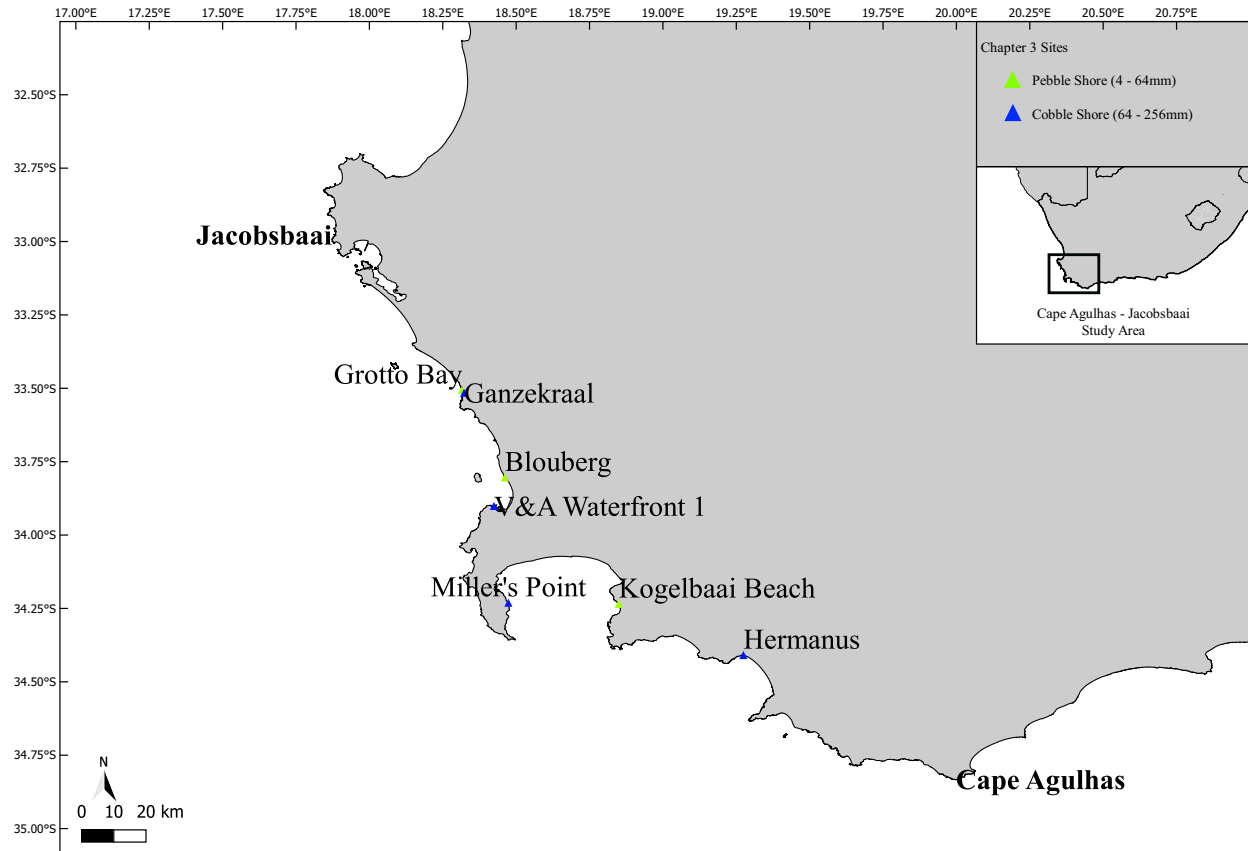 17.00°E 17.25°E 17.50°E 17.75°E 18.00°E 18.25°E 18.50°E 18.75°E 19.00°E 19.25°E 19.50°E 19.75°E 20.00°E 20.25°E 20.50°E 20.75°E
Chapter 3 Sites
Pebble Shore (4 - 64mm)
Cobble Shore (64 - 256mm)
Cape Agulhas - Jacobsbaai
Study Area
32.50°S
32.75°S
33.00°S
33.25°S
33.50°S
33.75°S
34.00°S
34.25°S
34.50°S
34.75°S
35.00°S
Jacobsbaai
Grotto Bay
Ganzekraal
Blouberg
V&A Waterfront 1
Miller's Point
Kogelbaai Beach
Hermanus
Cape Agulhas
N
0 10 20 km